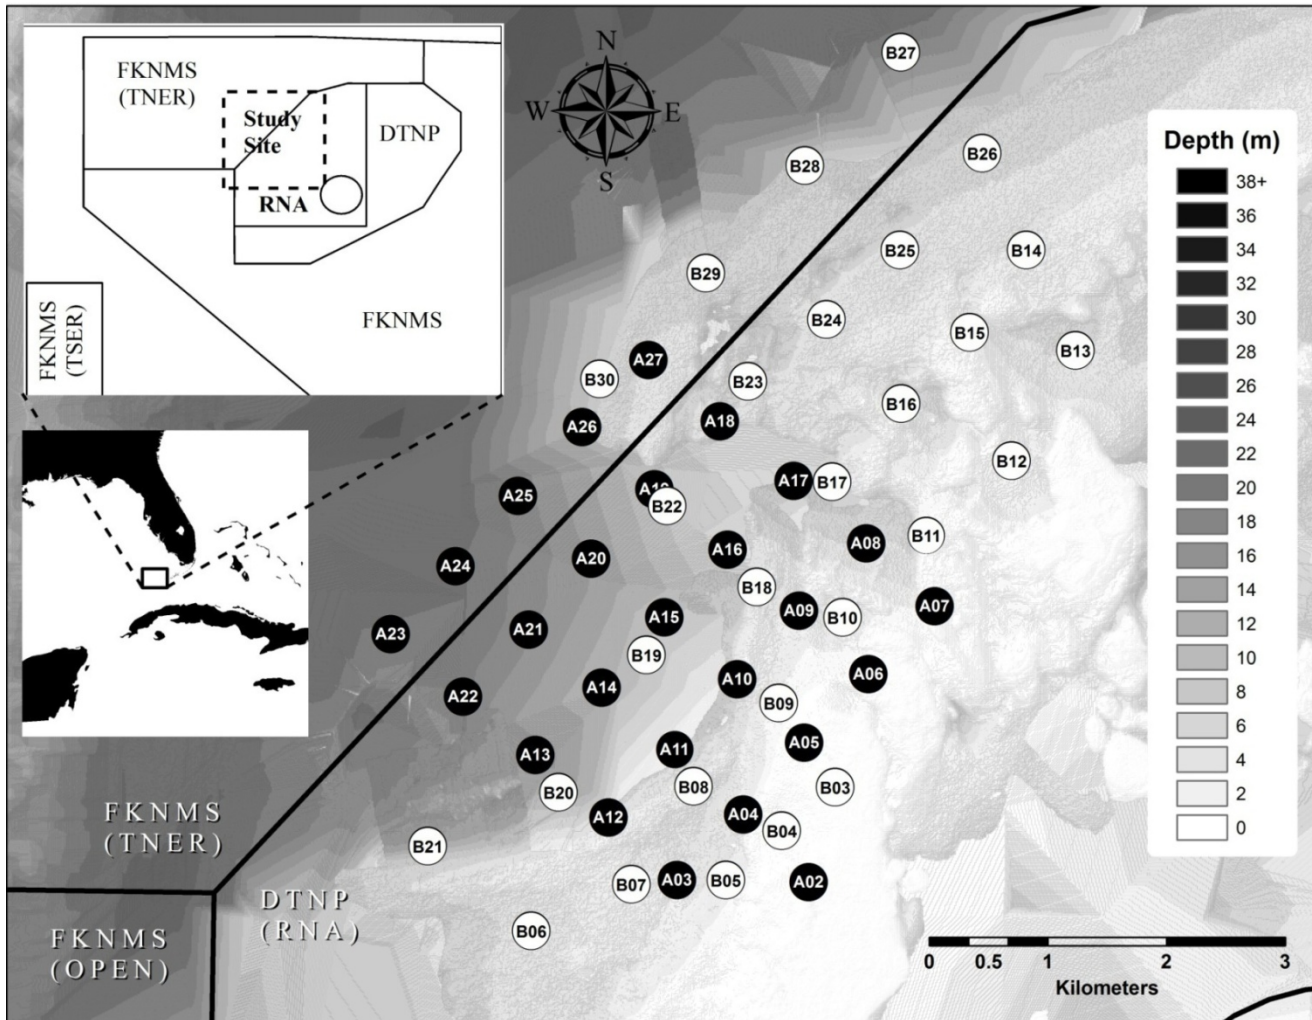 FKNMS
(TNER)
Study
Site
DTNP
RNA
FKNMS
(TSER)
FKNMS
N
W
E
S
B27
B28
B26
B25
B14
B29
B24
B15
B13
A27
B30
B23
B16
A26
A18
B12
A17
B17
A25
A19
B22
A16
A08
B11
A20
A24
B18
A09
B10
A07
A15
A21
A23
B19
A14
A10
A06
A22
B09
A13
A11
A05
B20
B08
B03
A12
A04
B04
B21
B07
A03
B05
A02
B06
Depth (m)
38+
36
34
32
30
28
26
24
22
20
18
16
14
12
10
8
6
4
2
0
FKNMS
(TNER)
DTNP
(RNA)
FKNMS
(OPEN)
0 0.5 1 2 3
Kilometers